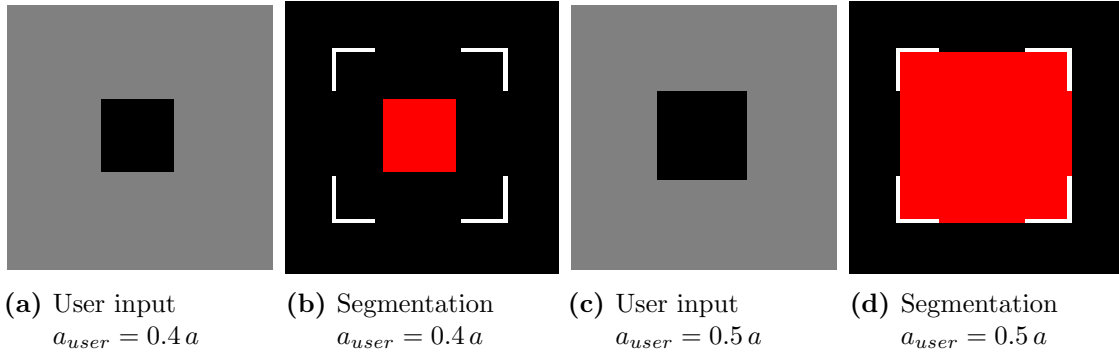 (a) User input
a_user = 0.4 a
(b) Segmentation
a_user = 0.4 a
(c) User input
a_user = 0.5 a
(d) Segmentation
a_user = 0.5 a